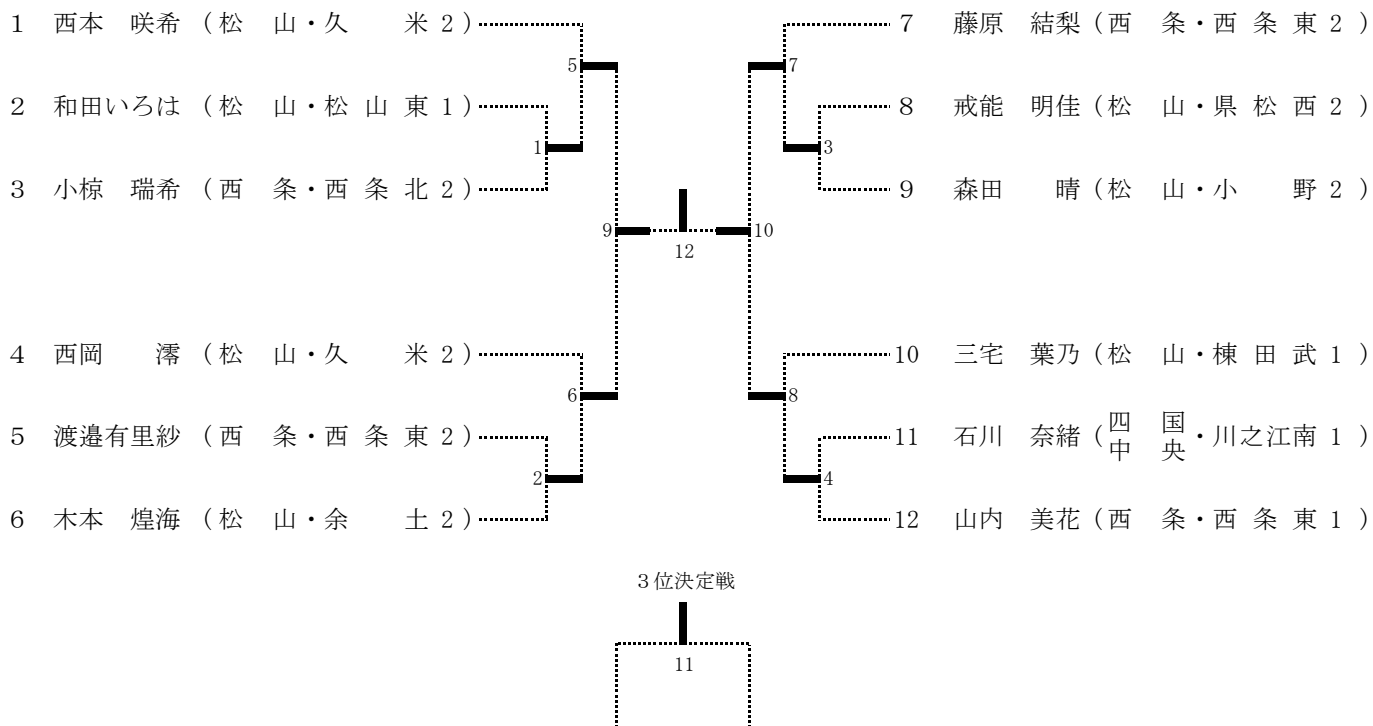 1 西本 咲希 （松 山・久 米 2）
5
2 和田いろは （松 山・松 山 東 1）
1
3 小椋 瑞希 （西 条・西 条 北 2）
9
4 西岡 澪 （松 山・久 米 2）
6
5 渡邉有里紗 （西 条・西 条 東 2）
2
6 木本 煌海 （松 山・余 土 2）
12
7 藤原 結梨（西 条・西 条 東 2）
7
8 戒能 明佳（松 山・県 松 西 2）
3
9 森田 晴（松 山・小 野 2）
10
10 三宅 葉乃（松 山・棟 田 武 1）
8
11 石川 奈緒（四 国 中 央・川之江南 1）
4
12 山内 美花（西 条・西 条 東 1）
3位決定戦
11